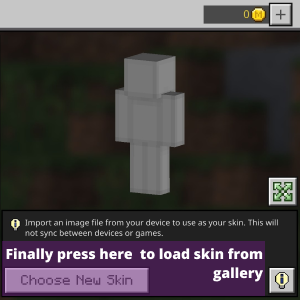 0
Import an image file from your device to use as your skin. This will
not sync between devices or games.
Finally press here to load skin from
gallery
Choose New Skin